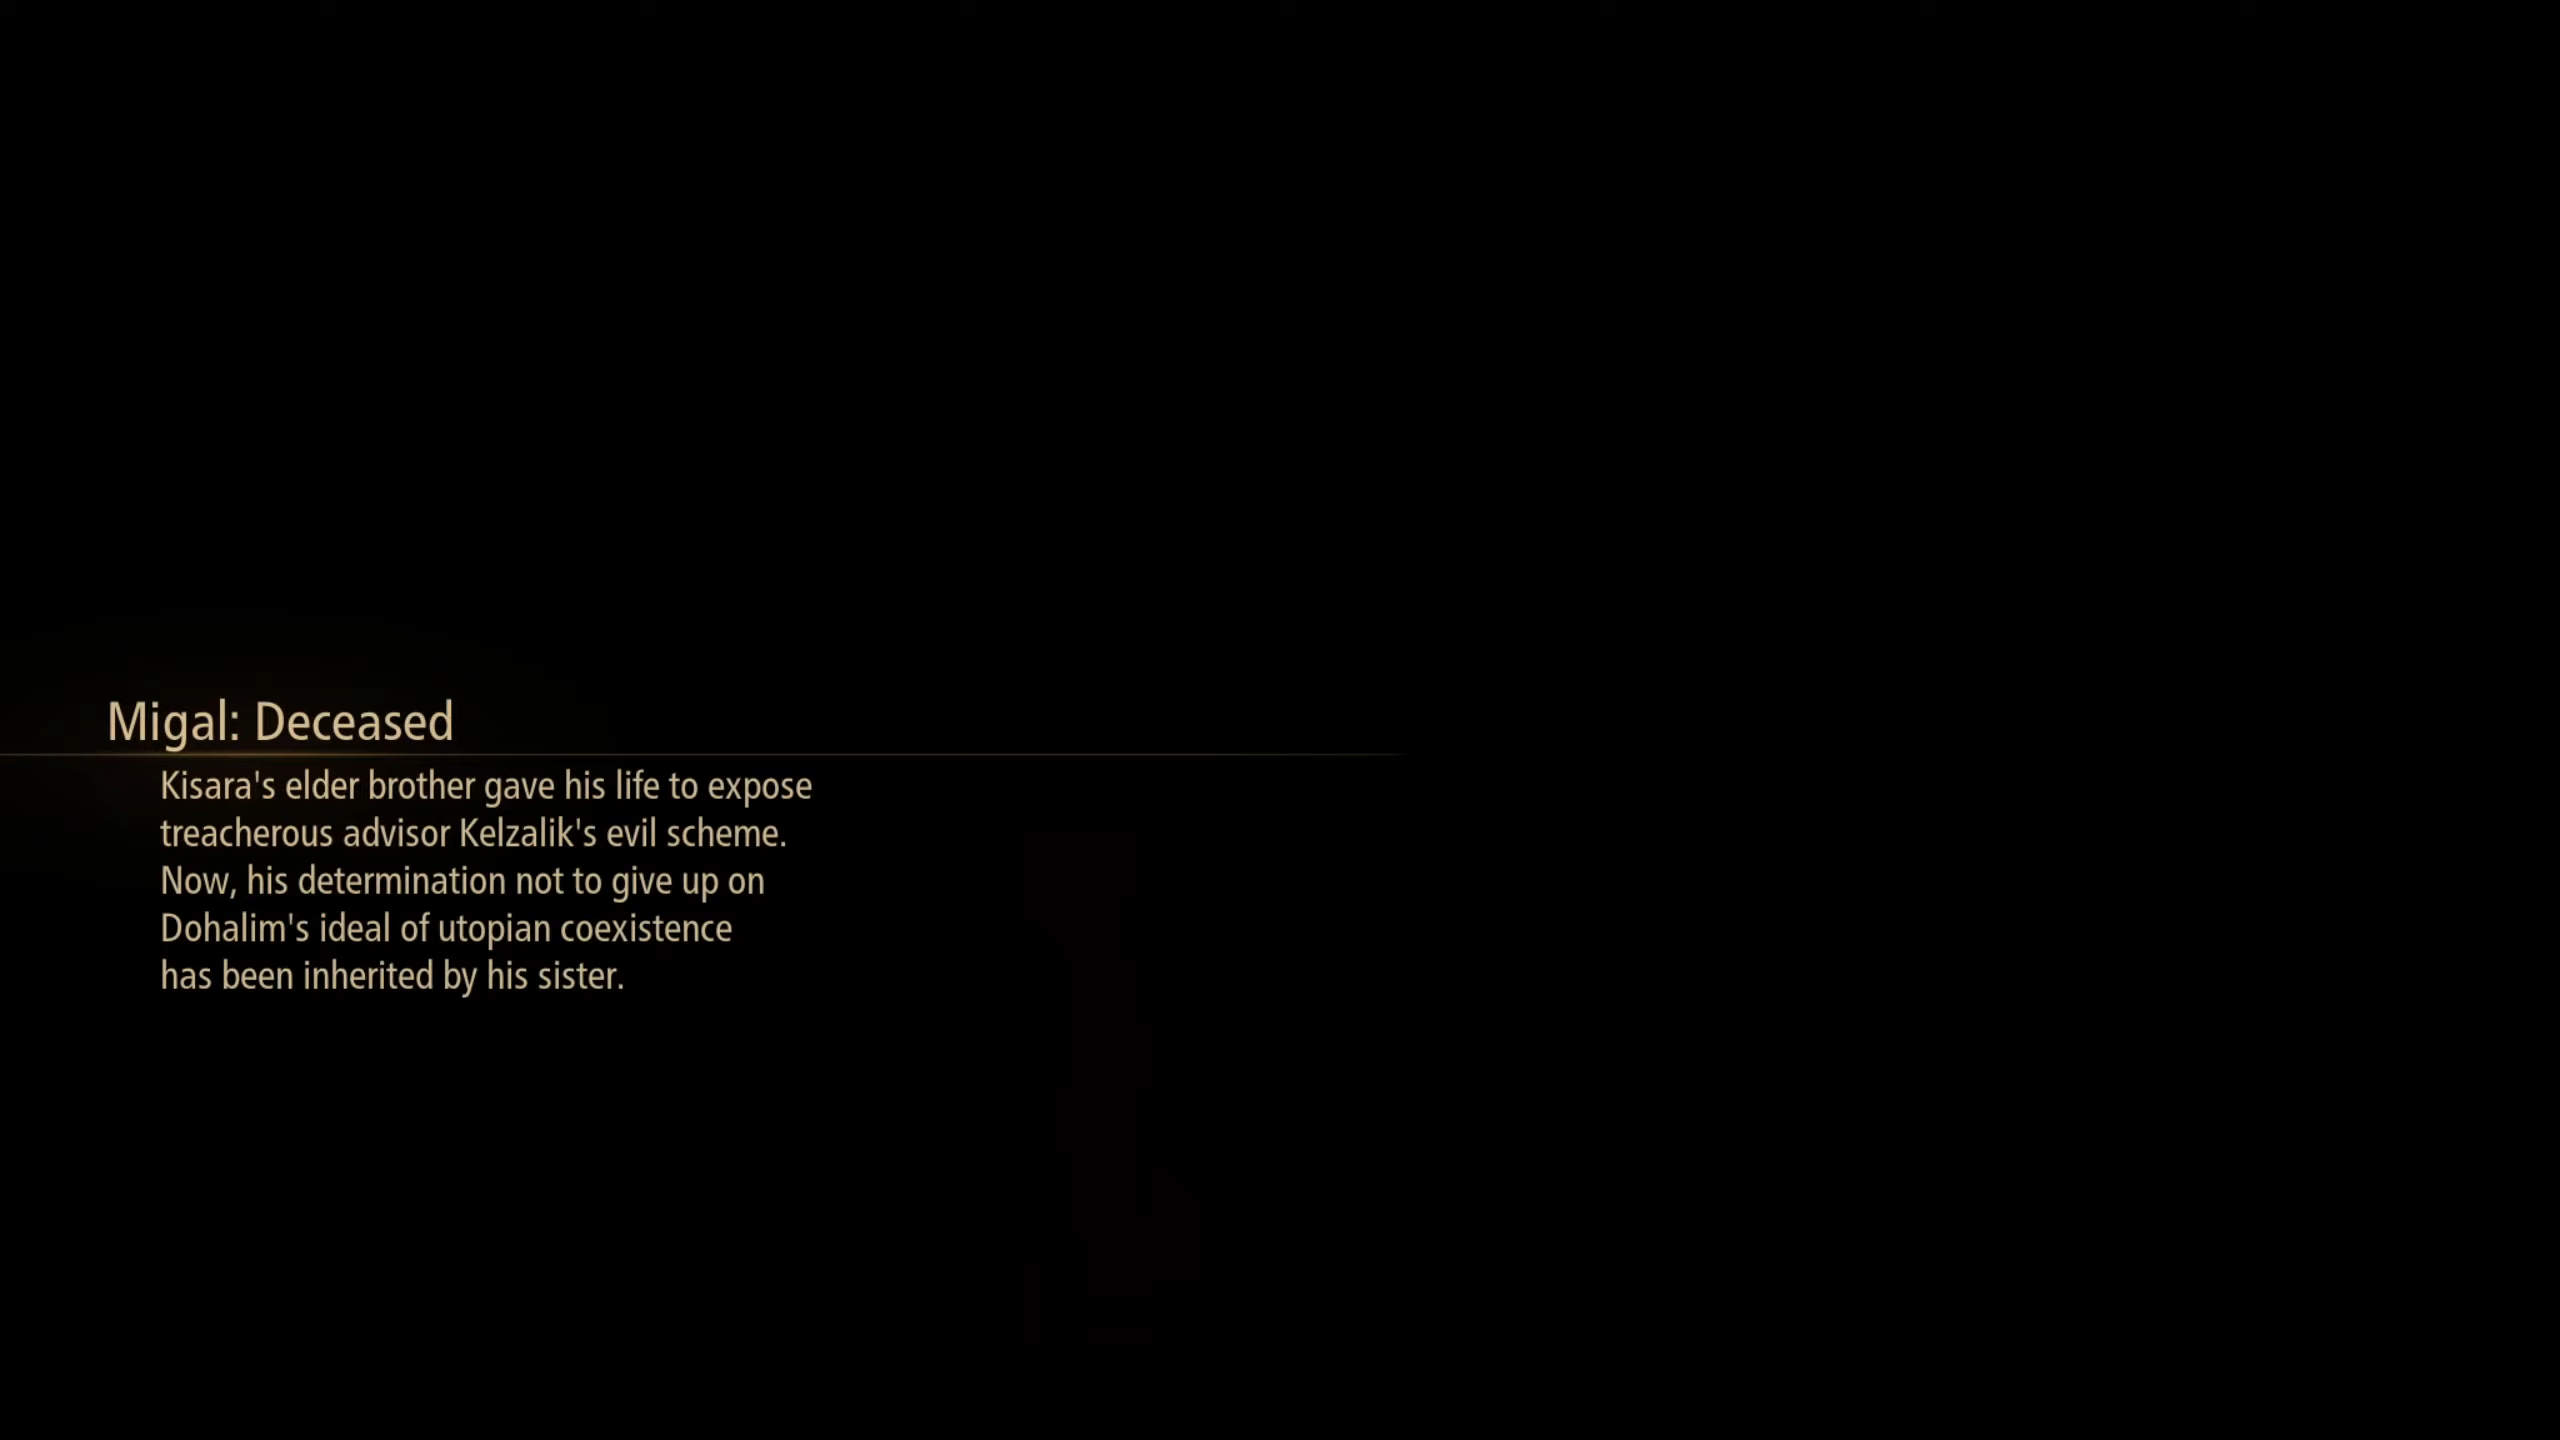 Migal: Deceased
Kisara's elder brother gave his life to expose
treacherous advisor Kelzalik's evil scheme.
Now, his determination not to give up on
Dohalim's ideal of utopian coexistence
has been inherited by his sister.